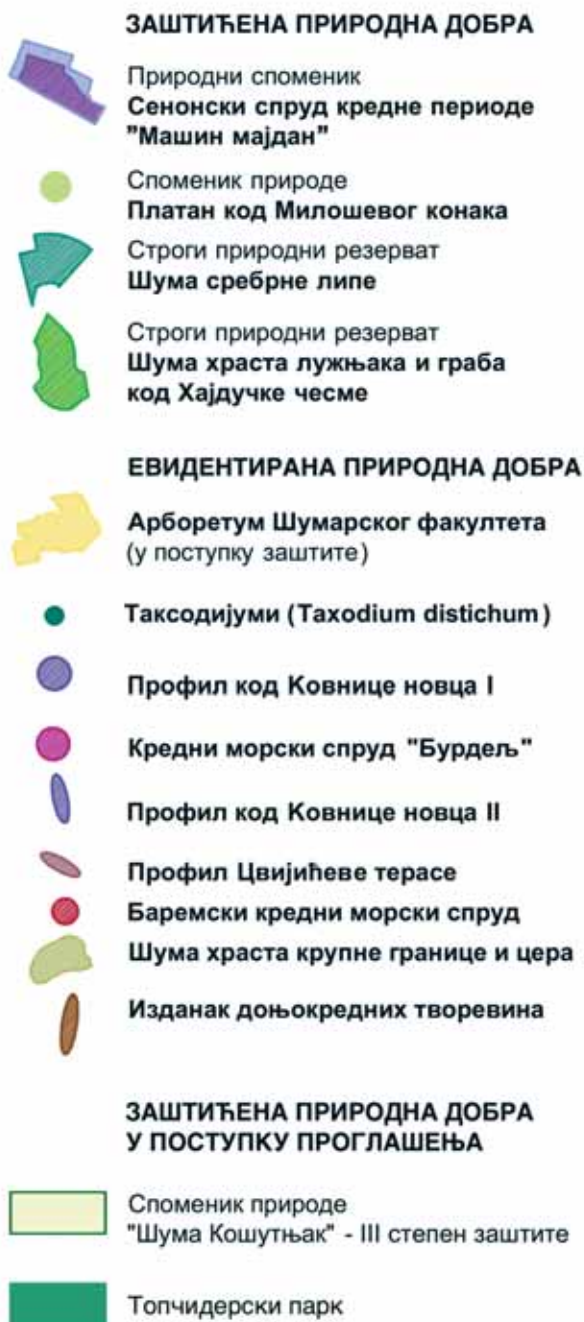 ЗАШТИЋЕНА ПРИРОДНА ДОБРА
Природни споменик
Сенонски спруд кредне периоде
"Машин мајдан"
Споменик природе
Платан код Милошевог конака
Строги природни резерват
Шума сребрне липе
Строги природни резерват
Шума храста лужњака и граба
код Хајдучке чесме
ЕВИДЕНТИРАНА ПРИРОДНА ДОБРА
Арборетум Шумарског факултета
(у поступку заштите)
Таксодијуми (Taxodium distichum)
Профил код Ковнице новца I
Кредни морски спруд "Бурдељ"
Профил код Ковнице новца II
Профил Цвијићеве терасе
Баремски кредни морски спруд
Шума храста крупне границе и цера
Изданак доњокредних творевина
ЗАШТИЋЕНА ПРИРОДНА ДОБРА
У ПОСТУПКУ ПРОГЛАШЕЊА
Споменик природе
"Шума Кошутњак" - III степен заштите
Топчидерски парк